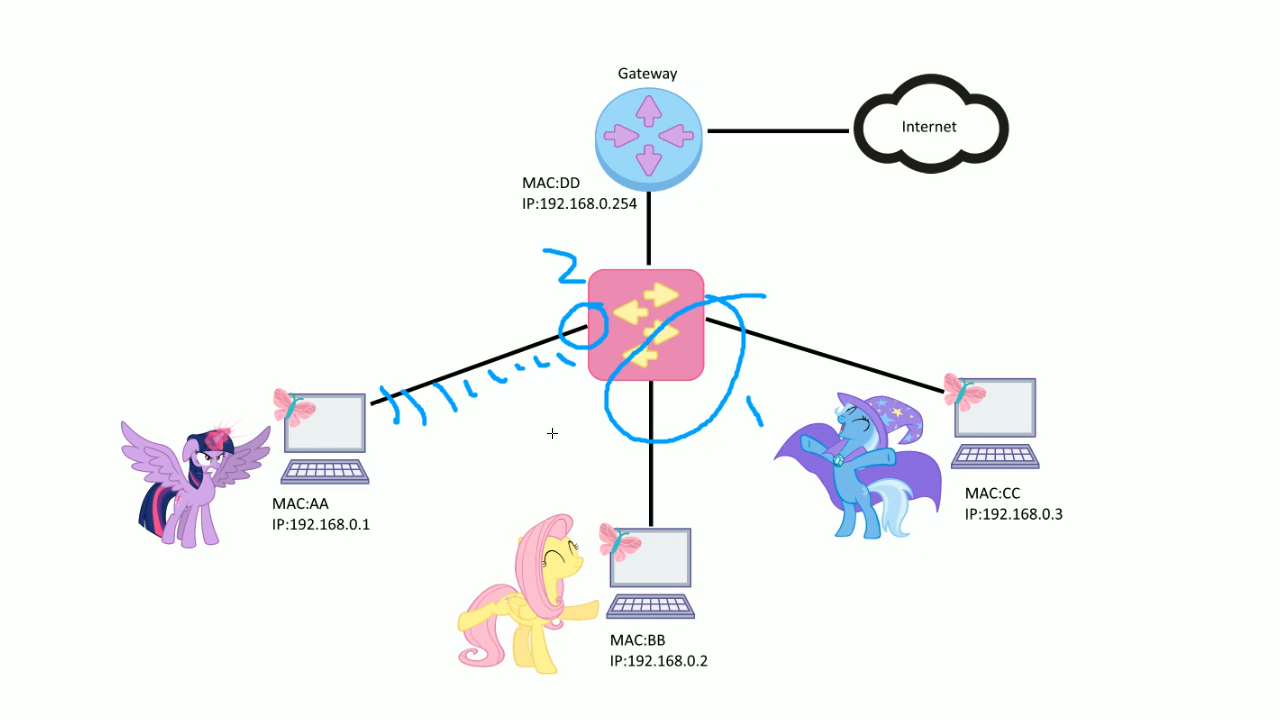 Gateway
Internet
MAC:DD
IP:192.168.0.254
2
1
MAC:AA
IP:192.168.0.1
MAC:CC
IP:192.168.0.3
MAC:BB
IP:192.168.0.2